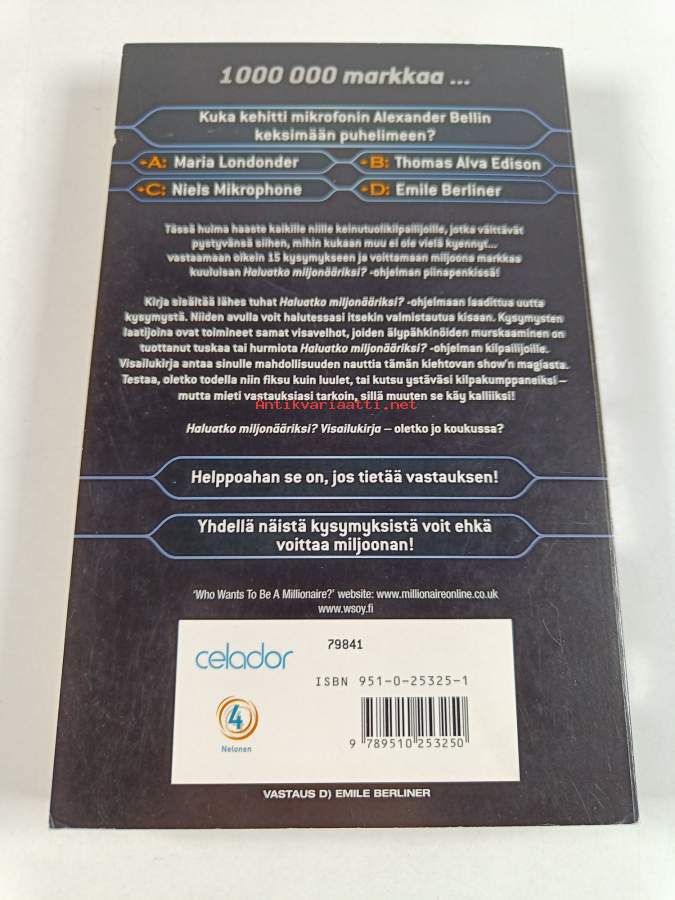 1000 000 markkaa ...
Kuka kehitti mikrofonin Alexander Bellin
keksimään puhelimeen?
A: Maria Londonder
B: Thomas Alva Edison
C: Niels Mikrophone
D: Emile Berliner
Tässä huima haaste kaikille niille keinutuolikilpailijoille, jotka väittävät
pystyvänsä siihen, mihin kukaan muu ei ole vielä kyennyt...
vastaamaan oikein 15 kysymykseen ja voittamaan miljoona markkaa
kuuluisan Haluatko miljonääriksi? -ohjelman piinapenkissä!
Kirja sisältää lähes tuhat Haluatko miljonääriksi? -ohjelmaan laadittua uutta
kysymystä. Niiden avulla voit halutessasi itsekin valmistautua kisaan. Kysymysten
laatijoina ovat toimineet samat visavelhot, joiden älypähkinöiden murskaaminen on
tuottanut tuskaa tai hurmiota Haluatko miljonääriksi? -ohjelman kilpailijoille.
Visailukirja antaa sinulle mahdollisuuden nauttia tämän kiehtovan show'n magiasta.
Testaa, oletko todella niin fiksu kuin luulet, tai kutsu ystäväsi kilpakumppaneiksi –
mutta mieti vastauksiasi tarkoin, sillä muuten se käy kalliiksi!
Antikvariaatti.net
Haluatko miljonääriksi? Visailukirja – oletko jo koukussa?
Helppoahan se on, jos tietää vastauksen!
Yhdellä näistä kysymyksistä voit ehkä
voittaa miljoonan!
'Who Wants To Be A Millionaire?' website: www.millionaireonline.co.uk
www.wsoy.fi
celador
79841
ISBN 951-0-25325-1
4
Nelonen
9 789510 253250
VASTAUS D) EMILE BERLINER